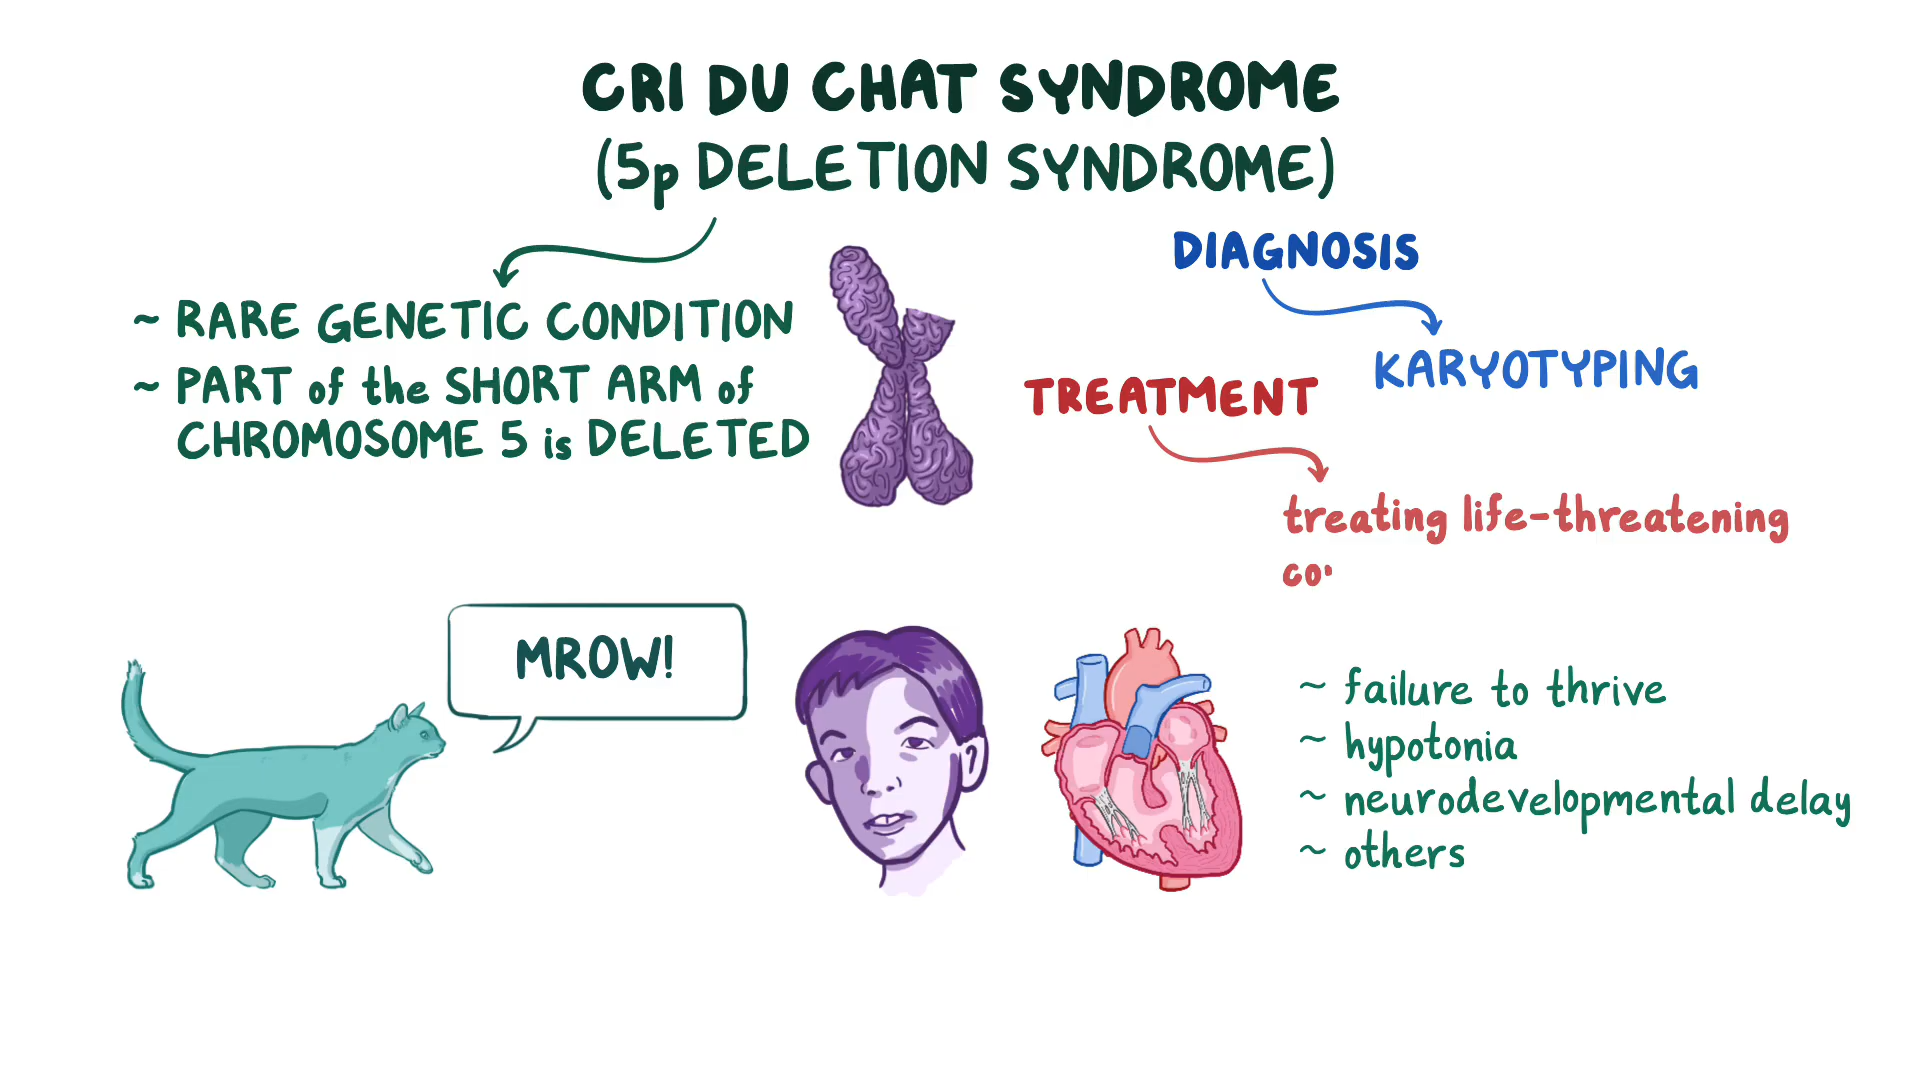 CRI DU CHAT SYNDROME
(5p DELETION SYNDROME)
~ RARE GENETIC CONDITION
~ PART of the SHORT ARM of
CHROMOSOME 5 is DELETED
DIAGNOSIS
KARYOTYPING
TREATMENT
treating life-threatening
MROW!
~ failure to thrive
~ hypotonia
~ neurodevelopmental delay
~ others